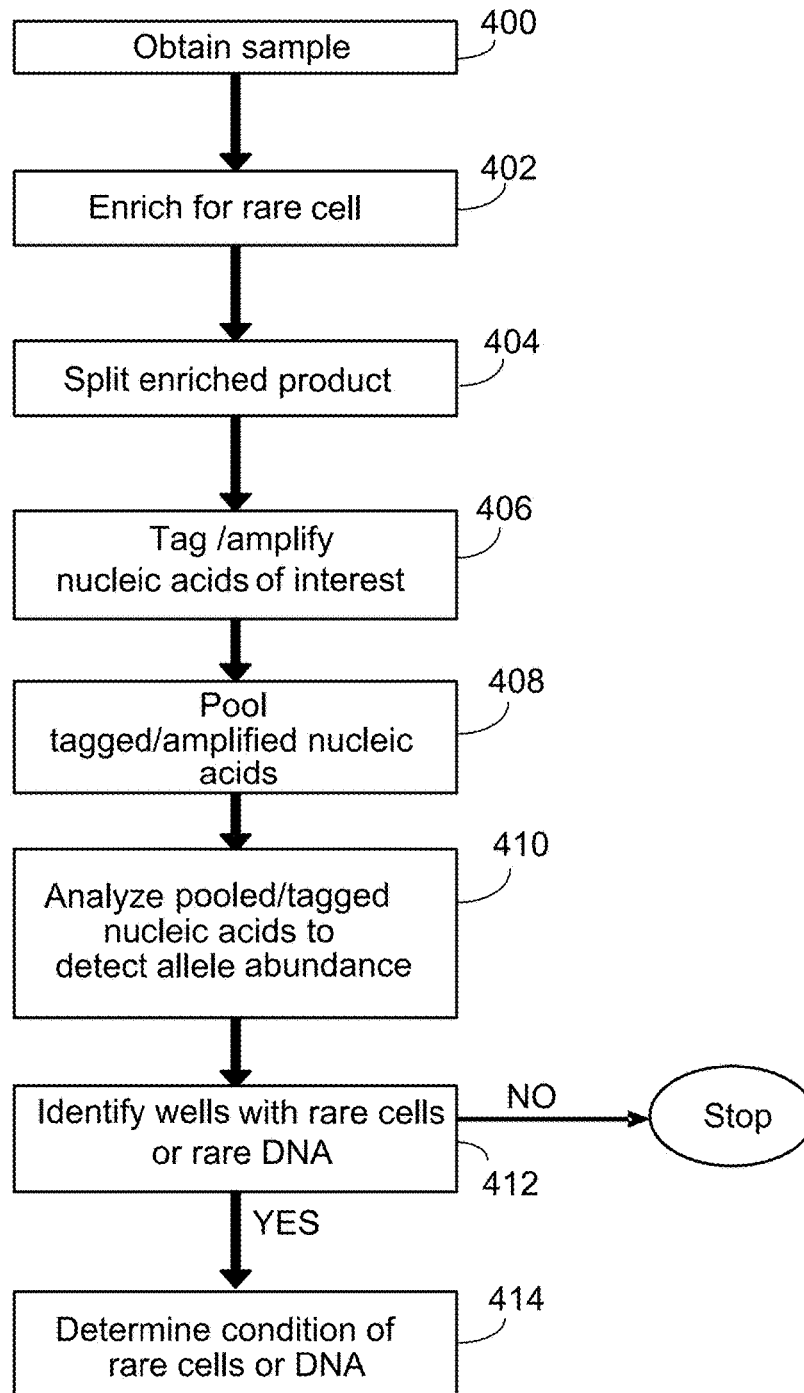 400
Obtain sample
402
Enrich for rare cell
404
Split enriched product
406
Tag /amplify
nucleic acids of interest
408
Pool
tagged/amplified nucleic
acids
410
Analyze pooled/tagged
nucleic acids to
detect allele abundance
Identify wells with rare cells
or rare DNA
412
NO
Stop
YES
414
Determine condition of
rare cells or DNA